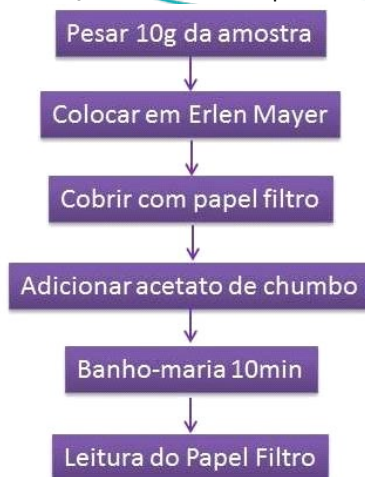 Pesar 10g da amostra
Colocar em Erlen Mayer
Cobrir com papel filtro
Adicionar acetato de chumbo
Banho-maria 10min
Leitura do Papel Filtro